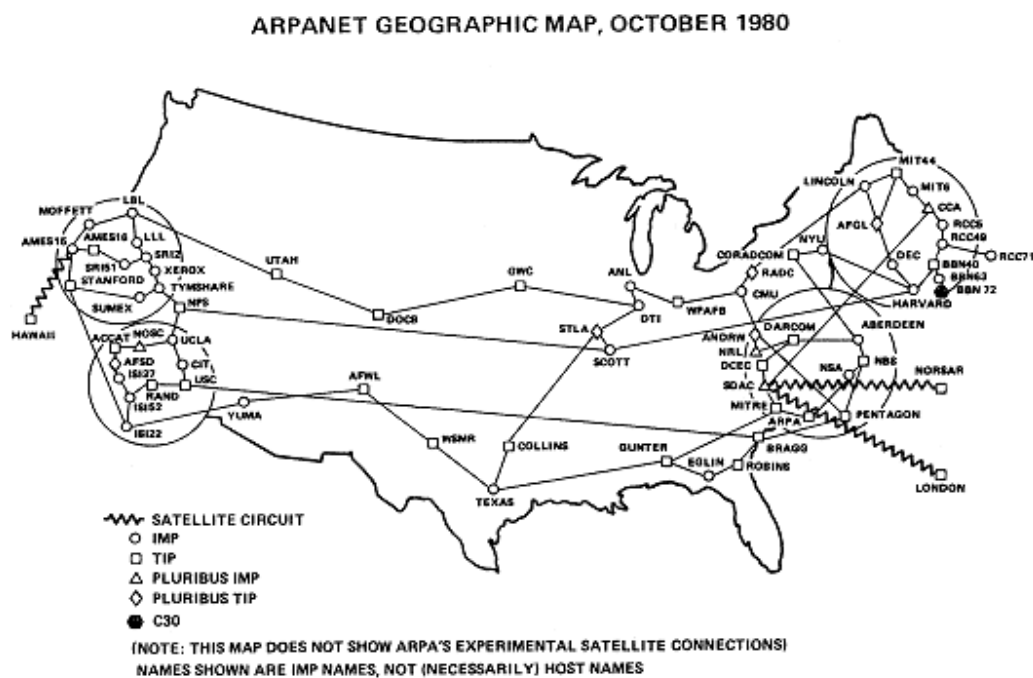 ARPANET GEOGRAPHIC MAP, OCTOBER 1980
MIT44
LINCOLN
MIT6
CCA
RCC5
RCC49
RCC71
AFGL
DEC
BBN40
BBN63
BBN 72
HARVARD
NYU
CORADCOM
RADC
CMU
LBL
MOFFETT
AMES15
AMES16
LLL
SRI2
SRI51
XEROX
STANFORD
TYMSHARE
SUMEX
NPS
HAWAII
UTAH
DOCB
GWC
ANL
DTI
WPAFB
STLA
SCOTT
ACCAT
NOSC
UCLA
AFSD
CIT
ISI27
RAND
USC
ISI52
ISI22
YUMA
AFWL
WSMR
COLLINS
TEXAS
GUNTER
EGLIN
ROBINS
BRAGG
ANDRW
DARCOM
ABERDEEN
NRL
DCEC
NSA
NBS
SDAC
NORSAR
MITRE
ARPA
PENTAGON
LONDON
SATELLITE CIRCUIT
IMP
TIP
PLURIBUS IMP
PLURIBUS TIP
C30
(NOTE: THIS MAP DOES NOT SHOW ARPA'S EXPERIMENTAL SATELLITE CONNECTIONS)
NAMES SHOWN ARE IMP NAMES, NOT (NECESSARILY) HOST NAMES